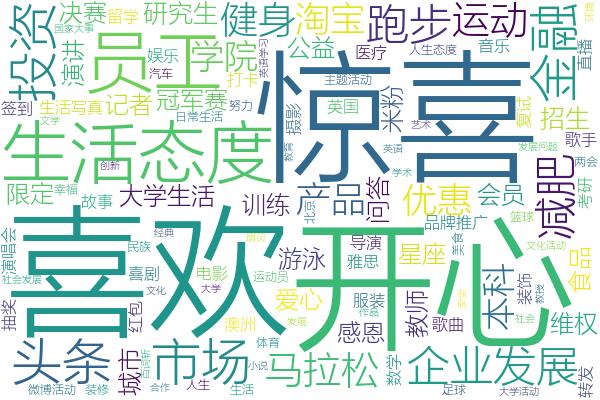 国家大事
决赛
留学
研究生
健身
淘宝
跑步
运动
投资
娱乐
汽车
公益
医疗
人生态度
音乐
金融
直播
演讲
员工
学院
打卡
英语学习
主题活动
惊喜
签到
生活写真
记者
冠军赛
努力
摄影
英国
米粉
艺术
复试
招生
文学
日常生活
教育
英语
发展问题
歌手
生活态度
创新
学术
两会
限定
幸福
故事
大学生活
训练
产品
北京
问答
优惠
会员
减肥
考研
喜欢
开心
品牌推广
篮球
演唱会
民族
经典
游泳
导演
星座
美食
文化活动
本科
食品
社会发展
喜剧
电影
运动员
雅思
抽奖
红包
文化
大学
爱心
服装
教师
装饰
澳洲
发展
作品
感恩
歌曲
社会
教授
维权
头条
城市
市场
体育
小说
马拉松
数学
企业发展
微博活动
装修
合作
人生
生活
足球
大学活动
转发